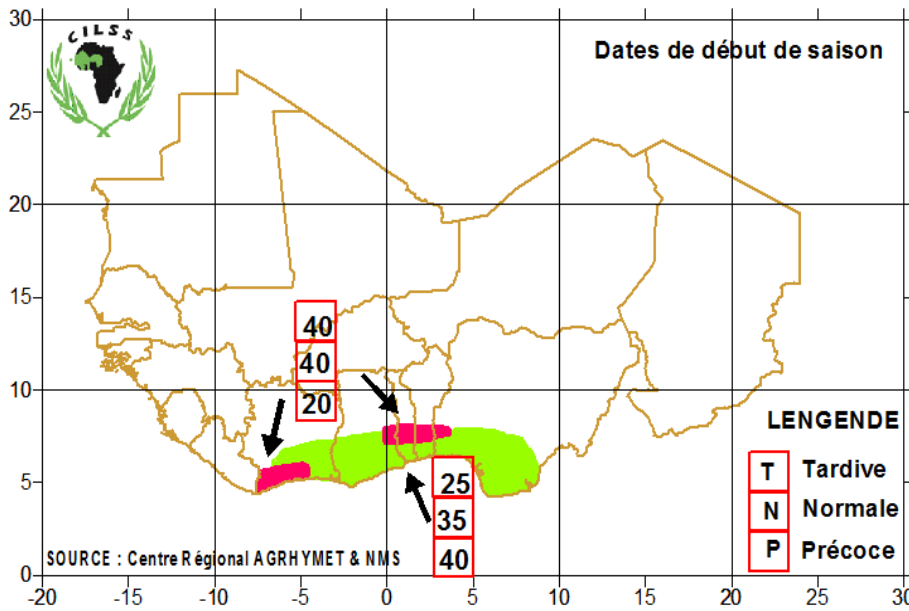 CILSS
Dates de début de saison
30
25
20
15
10
5
0
40
40
20
25
35
40
LENGENDE
T Tardive
N Normale
P Précoce
SOURCE : Centre Régional AGRHYMET & NMS
-20 -15 -10 -5 0 5 10 15 20 25 30